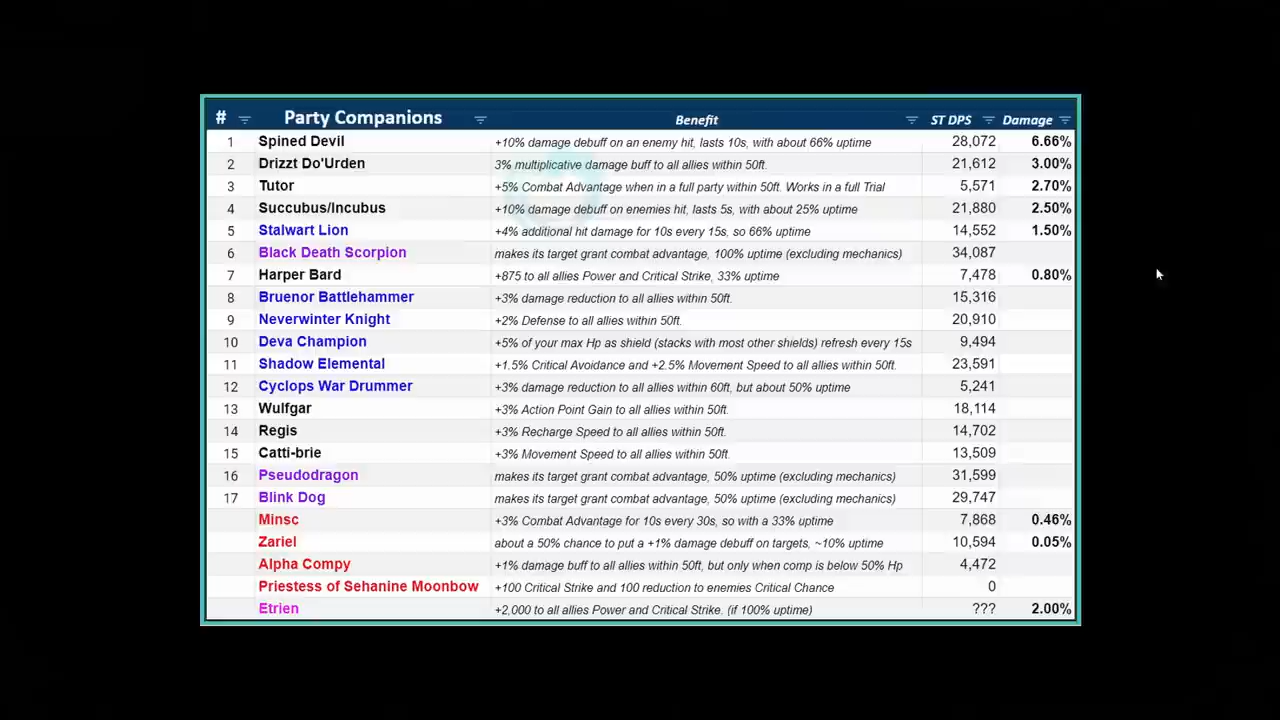 # Party Companions Benefit ST DPS Damage
1 Spined Devil +10% damage debuff on an enemy hit, lasts 10s, with about 66% uptime 28,072 6.66%
2 Drizzt Do'Urden 3% multiplicative damage buff to all allies within 50ft. 21,612 3.00%
3 Tutor +5% Combat Advantage when in a full party within 50ft. Works in a full Trial 5,571 2.70%
4 Succubus/Incubus +10% damage debuff on enemies hit, lasts 5s, with about 25% uptime 21,880 2.50%
5 Stalwart Lion +4% additional hit damage for 10s every 15s, so 66% uptime 14,552 1.50%
6 Black Death Scorpion makes its target grant combat advantage, 100% uptime (excluding mechanics) 34,087
7 Harper Bard +875 to all allies Power and Critical Strike, 33% uptime 7,478 0.80%
8 Bruenor Battlehammer +3% damage reduction to all allies within 50ft. 15,316
9 Neverwinter Knight +2% Defense to all allies within 50ft. 20,910
10 Deva Champion +5% of your max Hp as shield (stacks with most other shields) refresh every 15s 9,494
11 Shadow Elemental +1.5% Critical Avoidance and +2.5% Movement Speed to all allies within 50ft. 23,591
12 Cyclops War Drummer +3% damage reduction to all allies within 60ft, but about 50% uptime 5,241
13 Wulfgar +3% Action Point Gain to all allies within 50ft. 18,114
14 Regis +3% Recharge Speed to all allies within 50ft. 14,702
15 Catti-brie +3% Movement Speed to all allies within 50ft. 13,509
16 Pseudodragon makes its target grant combat advantage, 50% uptime (excluding mechanics) 31,599
17 Blink Dog makes its target grant combat advantage, 50% uptime (excluding mechanics) 29,747
Minsc +3% Combat Advantage for 10s every 30s, so with a 33% uptime 7,868 0.46%
Zariel about a 50% chance to put a +1% damage debuff on targets, ~10% uptime 10,594 0.05%
Alpha Compy +1% damage buff to all allies within 50ft, but only when comp is below 50% Hp 4,472
Priestess of Sehanine Moonbow +100 Critical Strike and 100 reduction to enemies Critical Chance 0
Etrien +2,000 to all allies Power and Critical Strike. (if 100% uptime) ??? 2.00%